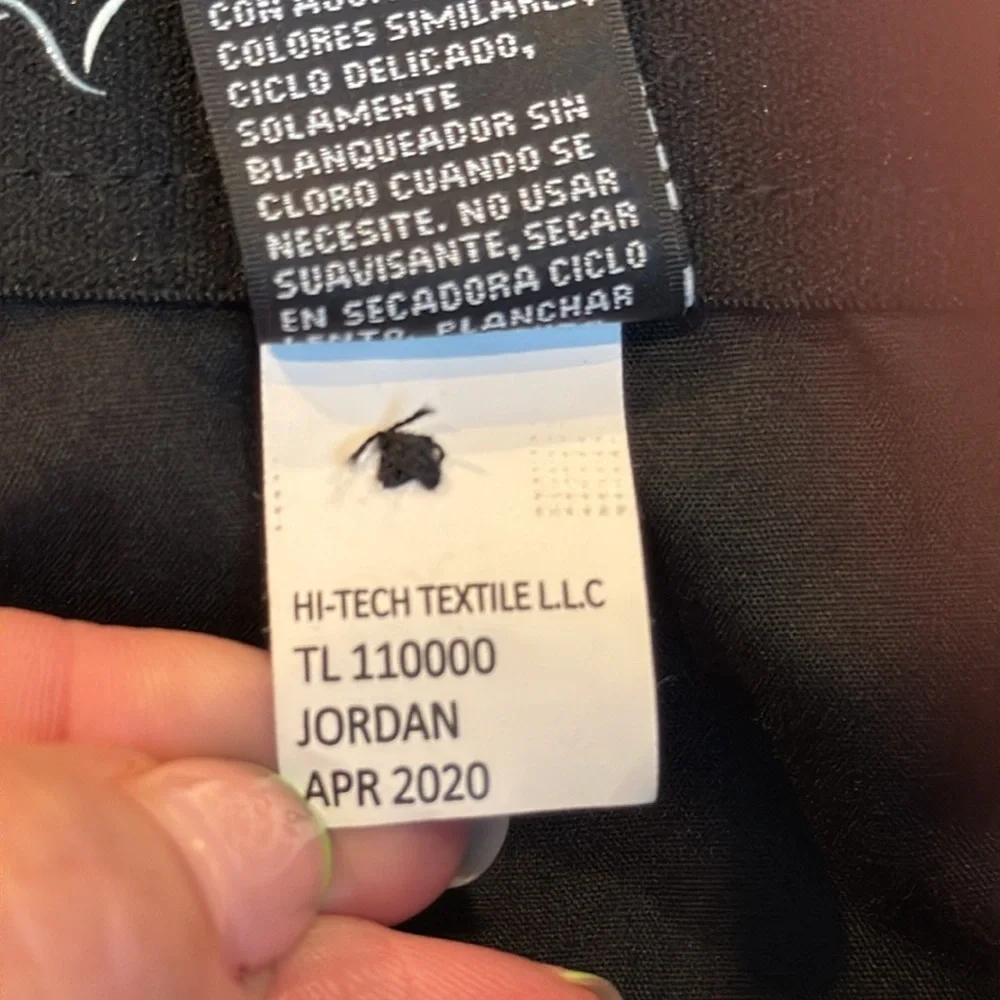 COLORES SIMILARES,
CICLO DELICADO,
SOLAMENTE
BLANQUEADOR SIN
CLORO CUANDO SE
NECESITE. NO USAR
SUAVISANTE, SECAR
EN SECADORA CICLO
PLANCHAR
HI-TECH TEXTILE L.L.C
TL 110000
JORDAN
APR 2020